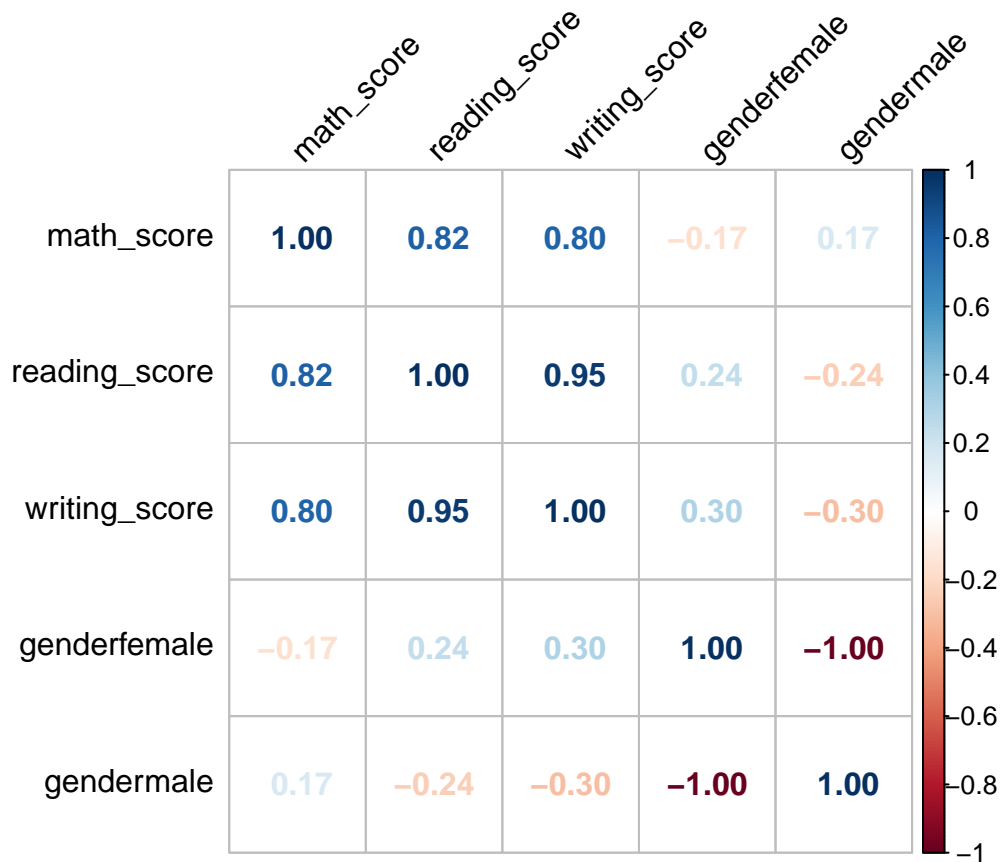 math_score reading_score writing_score genderfemale gendermale
math_score 1.00 0.82 0.80 −0.17 0.17
reading_score 0.82 1.00 0.95 0.24 −0.24
writing_score 0.80 0.95 1.00 0.30 −0.30
genderfemale −0.17 0.24 0.30 1.00 −1.00
gendermale 0.17 −0.24 −0.30 −1.00 1.00
1
0.8
0.6
0.4
0.2
0
−0.2
−0.4
−0.6
−0.8
−1